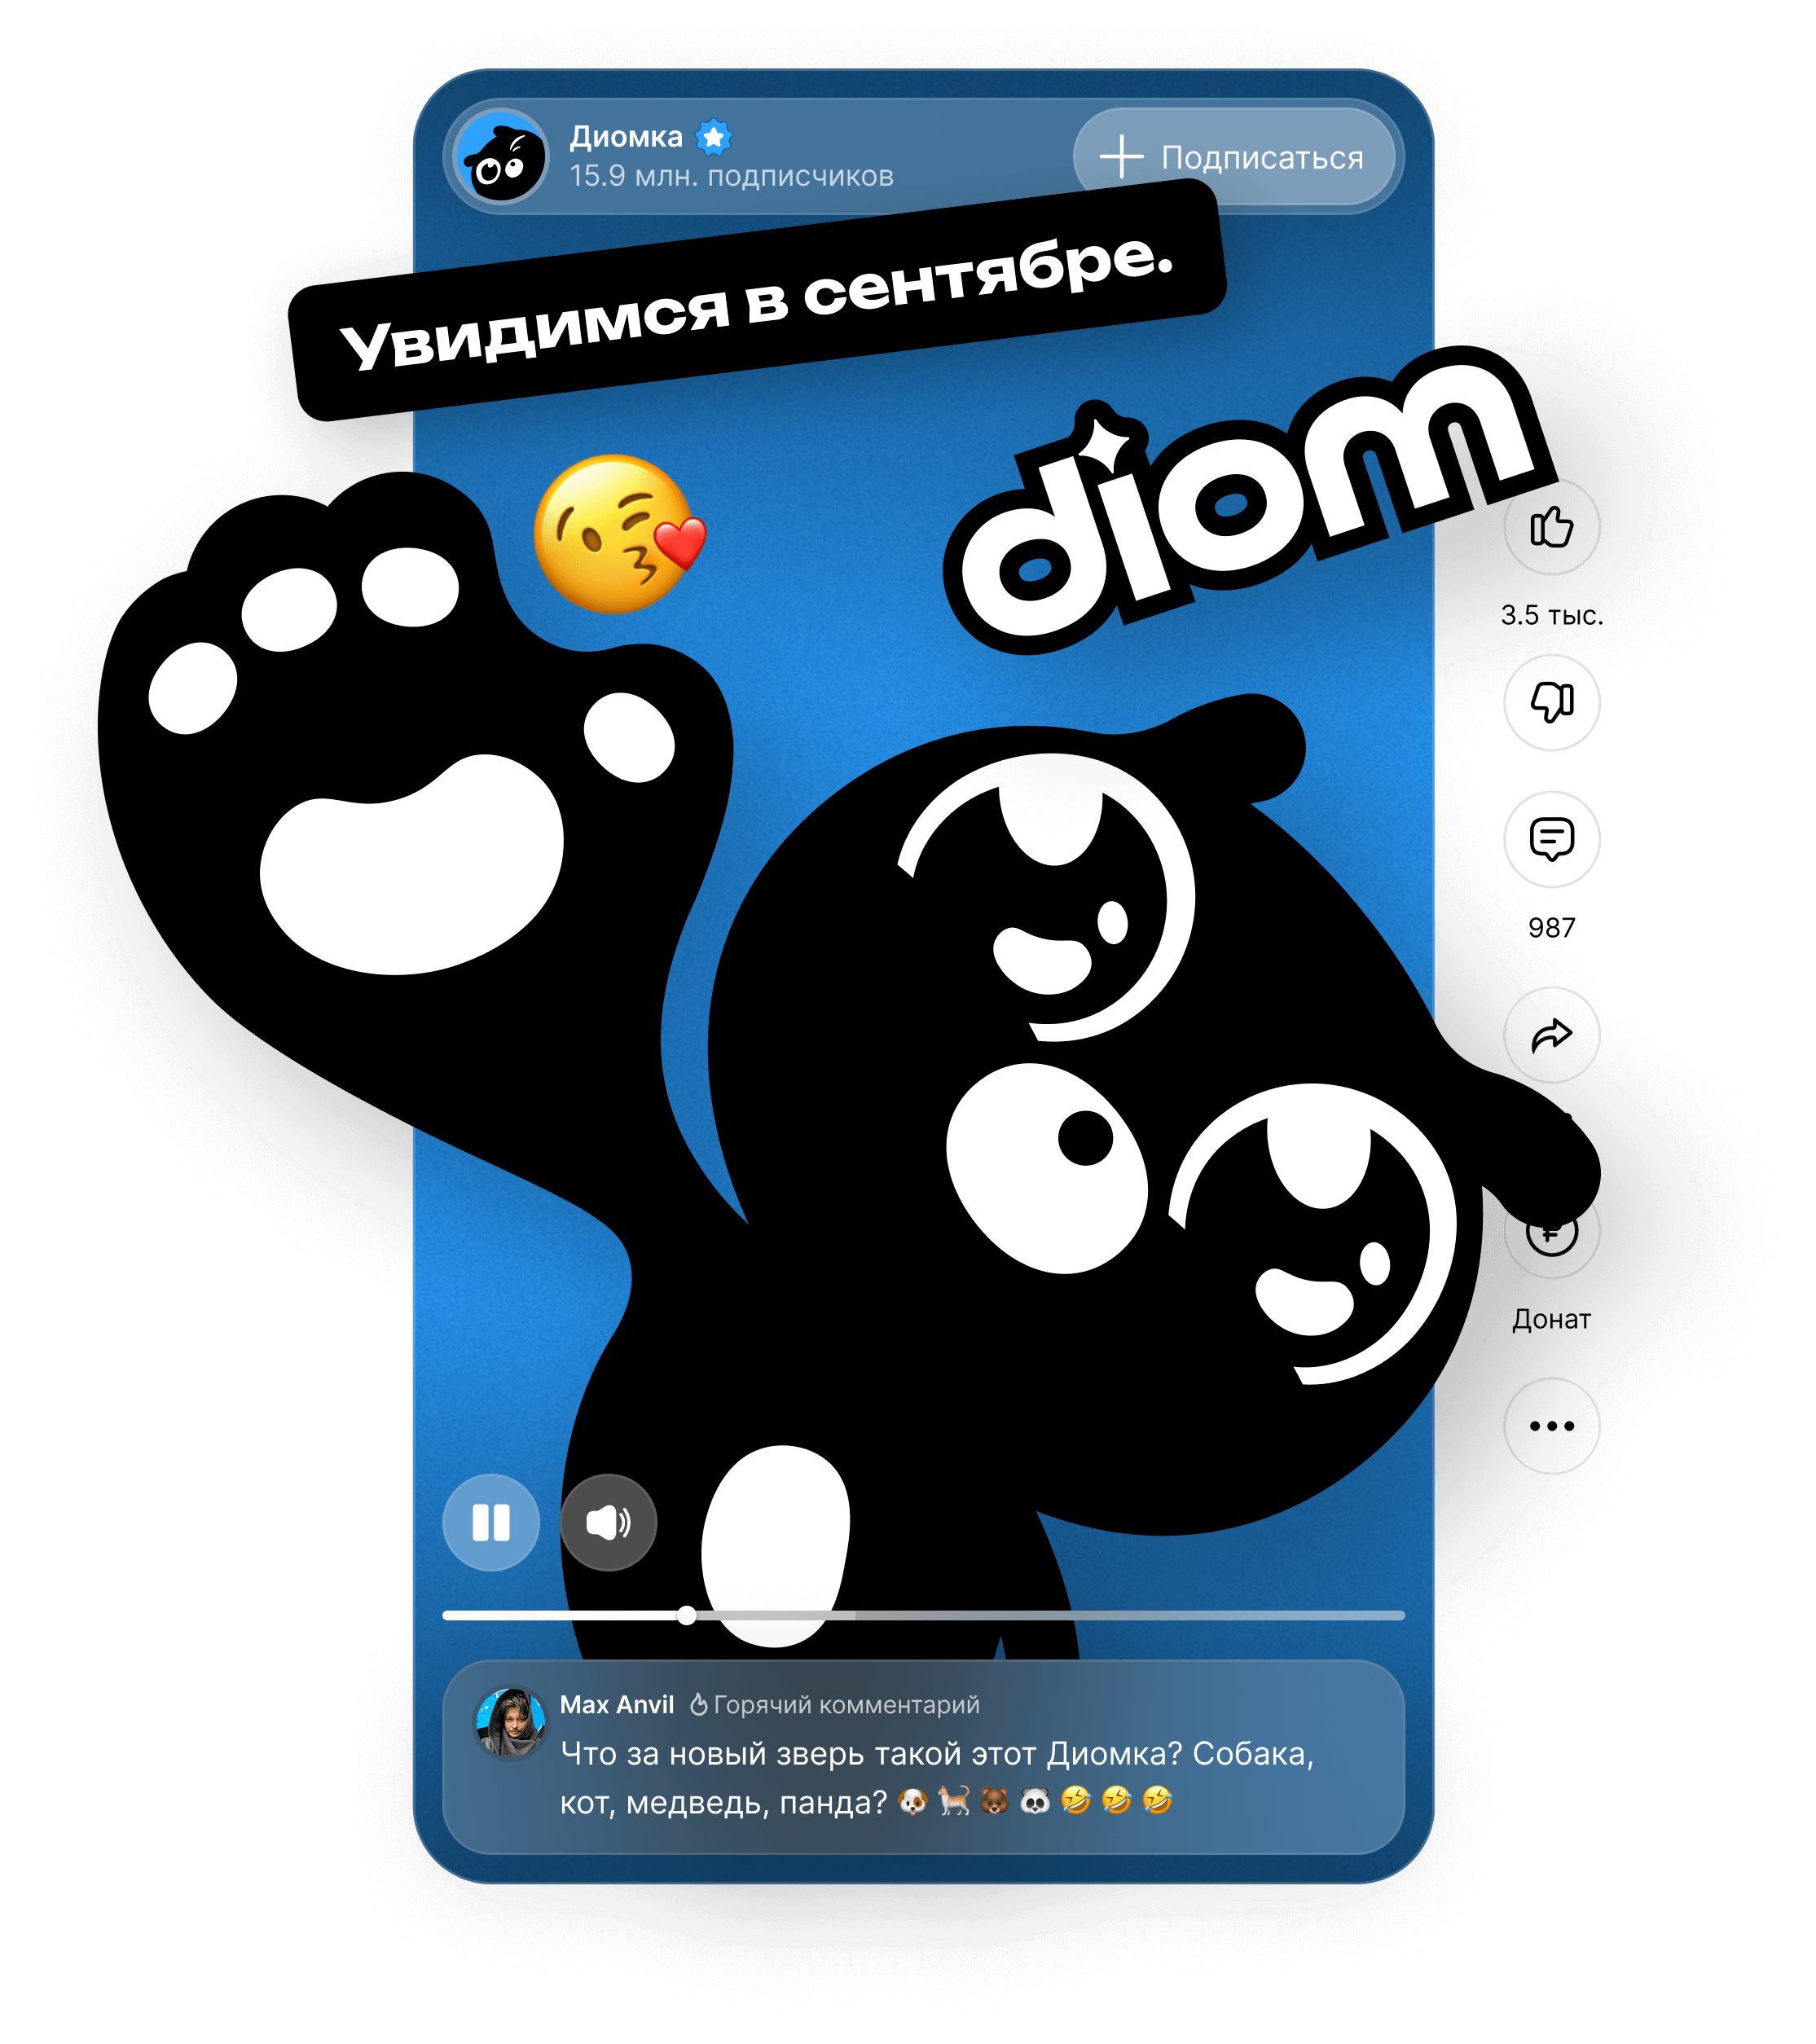 Диомка
15.9 млн. подписчиков
Подписаться
Увидимся в сентябре.
diom
3.5 тыс.
987
Донат
Max Anvil Горячий комментарий
Что за новый зверь такой этот Диомка? Собака,
кот, медведь, панда? 🐶🐈🐻🐼🤣🤣🤣